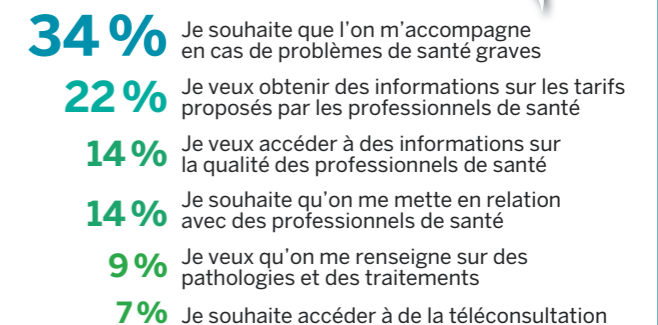 34 % Je souhaite que l’on m’accompagne
en cas de problèmes de santé graves
22 % Je veux obtenir des informations sur les tarifs
proposés par les professionnels de santé
14 % Je veux accéder à des informations sur
la qualité des professionnels de santé
14 % Je souhaite qu’on me mette en relation
avec des professionnels de santé
9 % Je veux qu’on me renseigne sur des
pathologies et des traitements
7 % Je souhaite accéder à de la téléconsultation